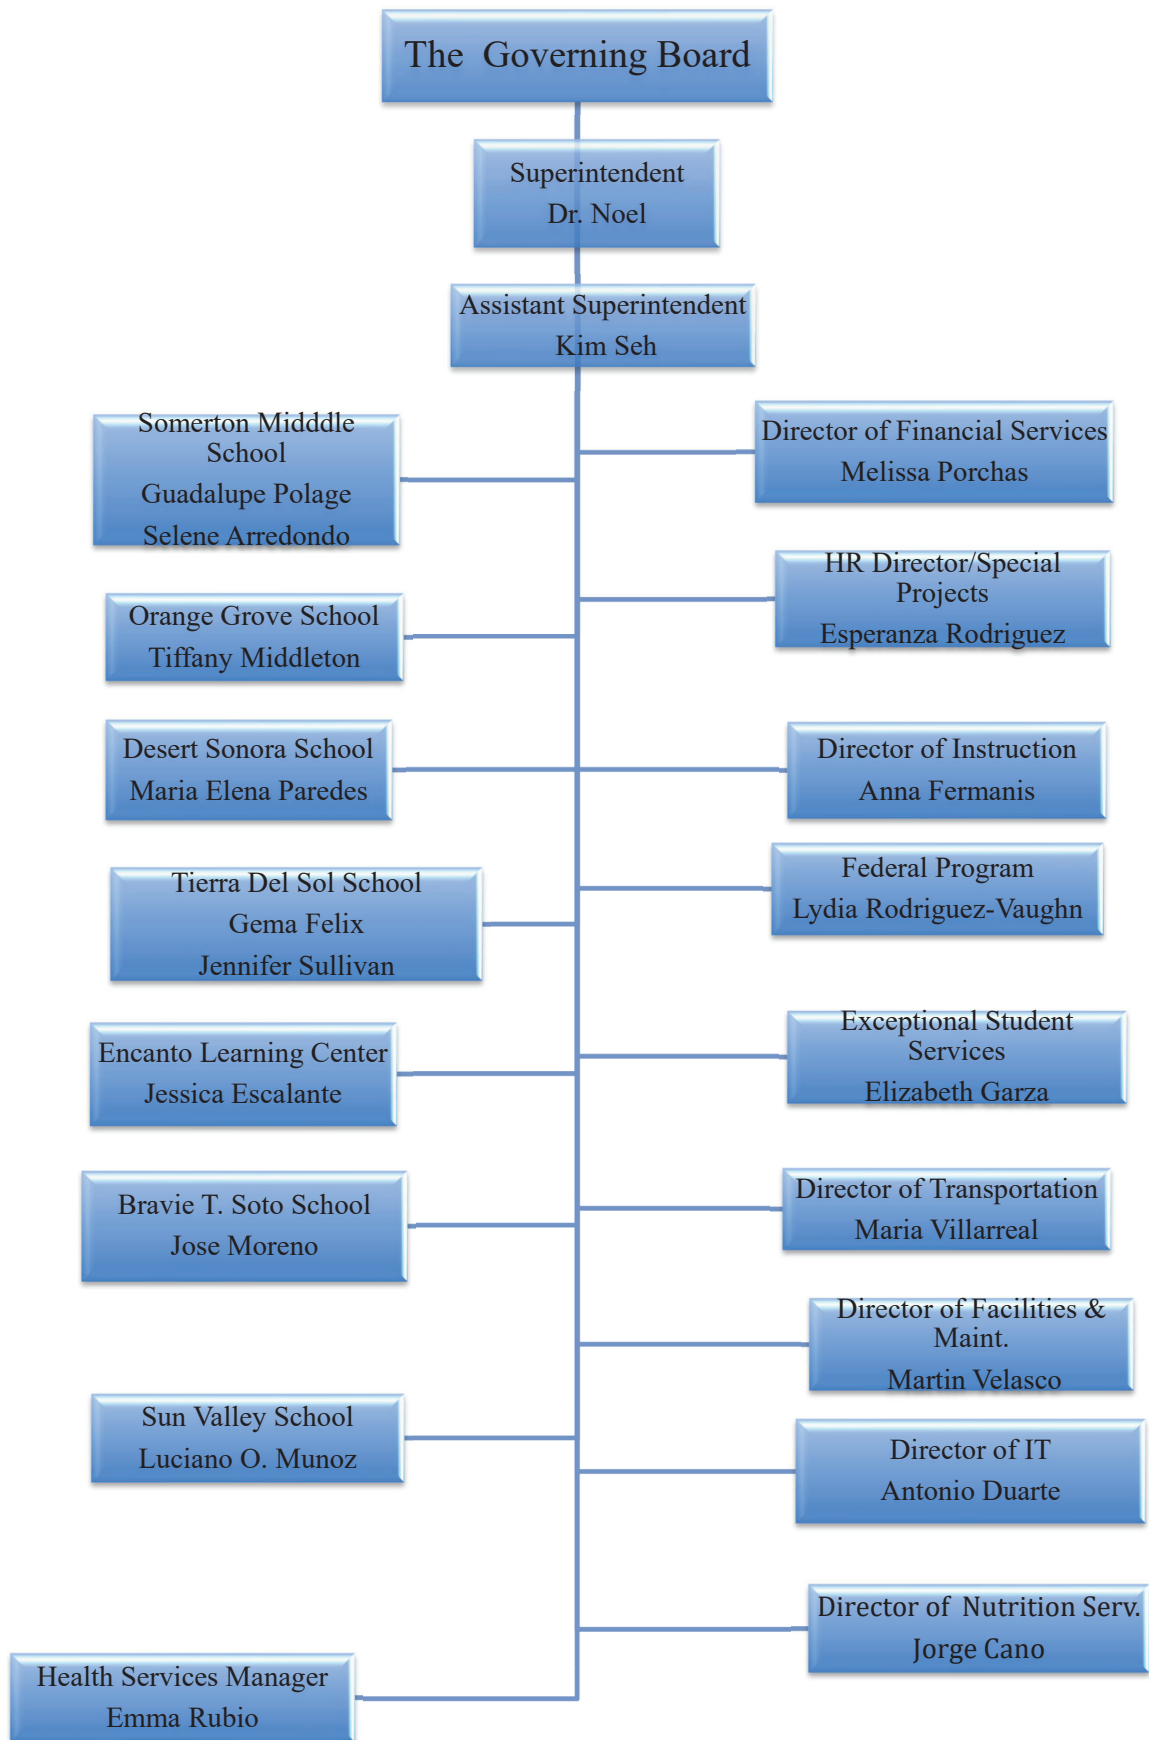 The Governing Board
Superintendent
Dr. Noel
Assistant Superintendent
Kim Seh
Somerton Midddle
School
Guadalupe Polage
Selene Arredondo
Director of Financial Services
Melissa Porchas
HR Director/Special
Projects
Esperanza Rodriguez
Orange Grove School
Tiffany Middleton
Desert Sonora School
Maria Elena Paredes
Director of Instruction
Anna Fermanis
Federal Program
Lydia Rodriguez-Vaughn
Tierra Del Sol School
Gema Felix
Jennifer Sullivan
Exceptional Student
Services
Elizabeth Garza
Encanto Learning Center
Jessica Escalante
Director of Transportation
Maria Villarreal
Bravie T. Soto School
Jose Moreno
Director of Facilities &
Maint.
Martin Velasco
Sun Valley School
Luciano O. Munoz
Director of IT
Antonio Duarte
Director of Nutrition Serv.
Jorge Cano
Health Services Manager
Emma Rubio